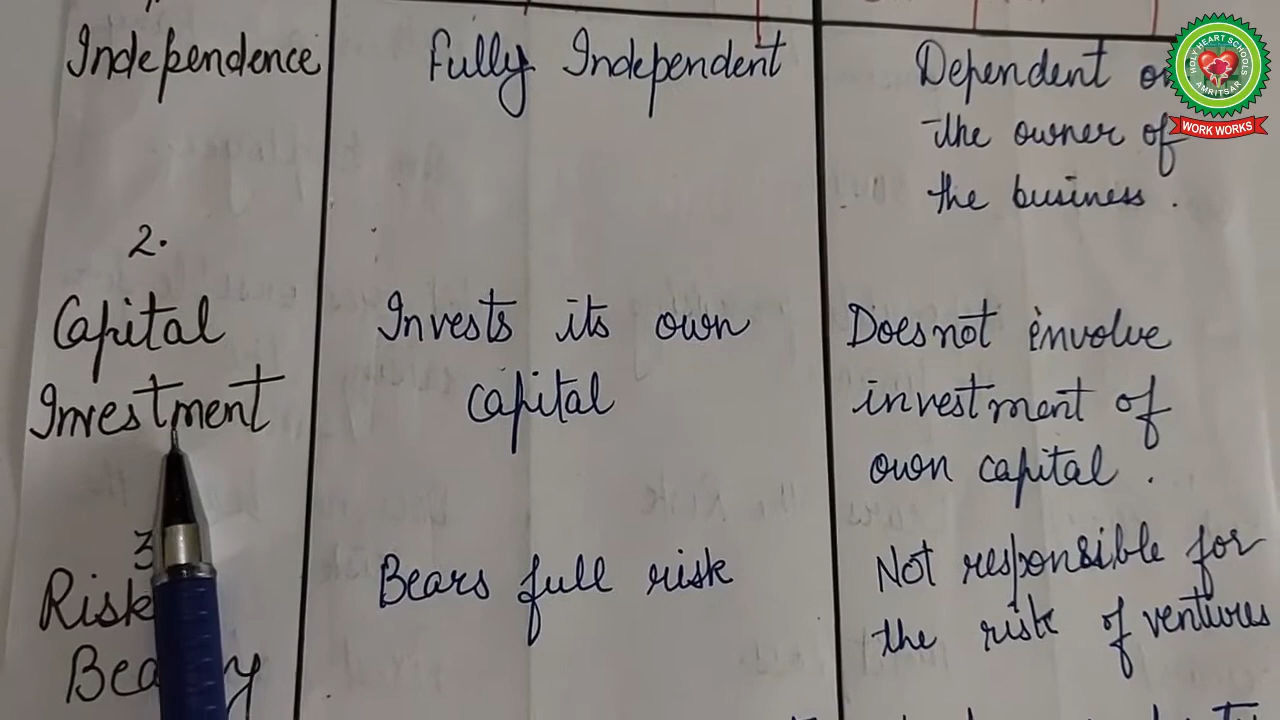 Independence
Fully Independent
Dependent on
the owner of
the business.
2.
Capital
Investment
Invests its own
capital
Does not involve
investment of
own capital.
3
Risk
Bears full risk
Not responsible for
the risk of ventures
HOLY HEART SCHOOLS
AMRITSAR
WORK WORKS